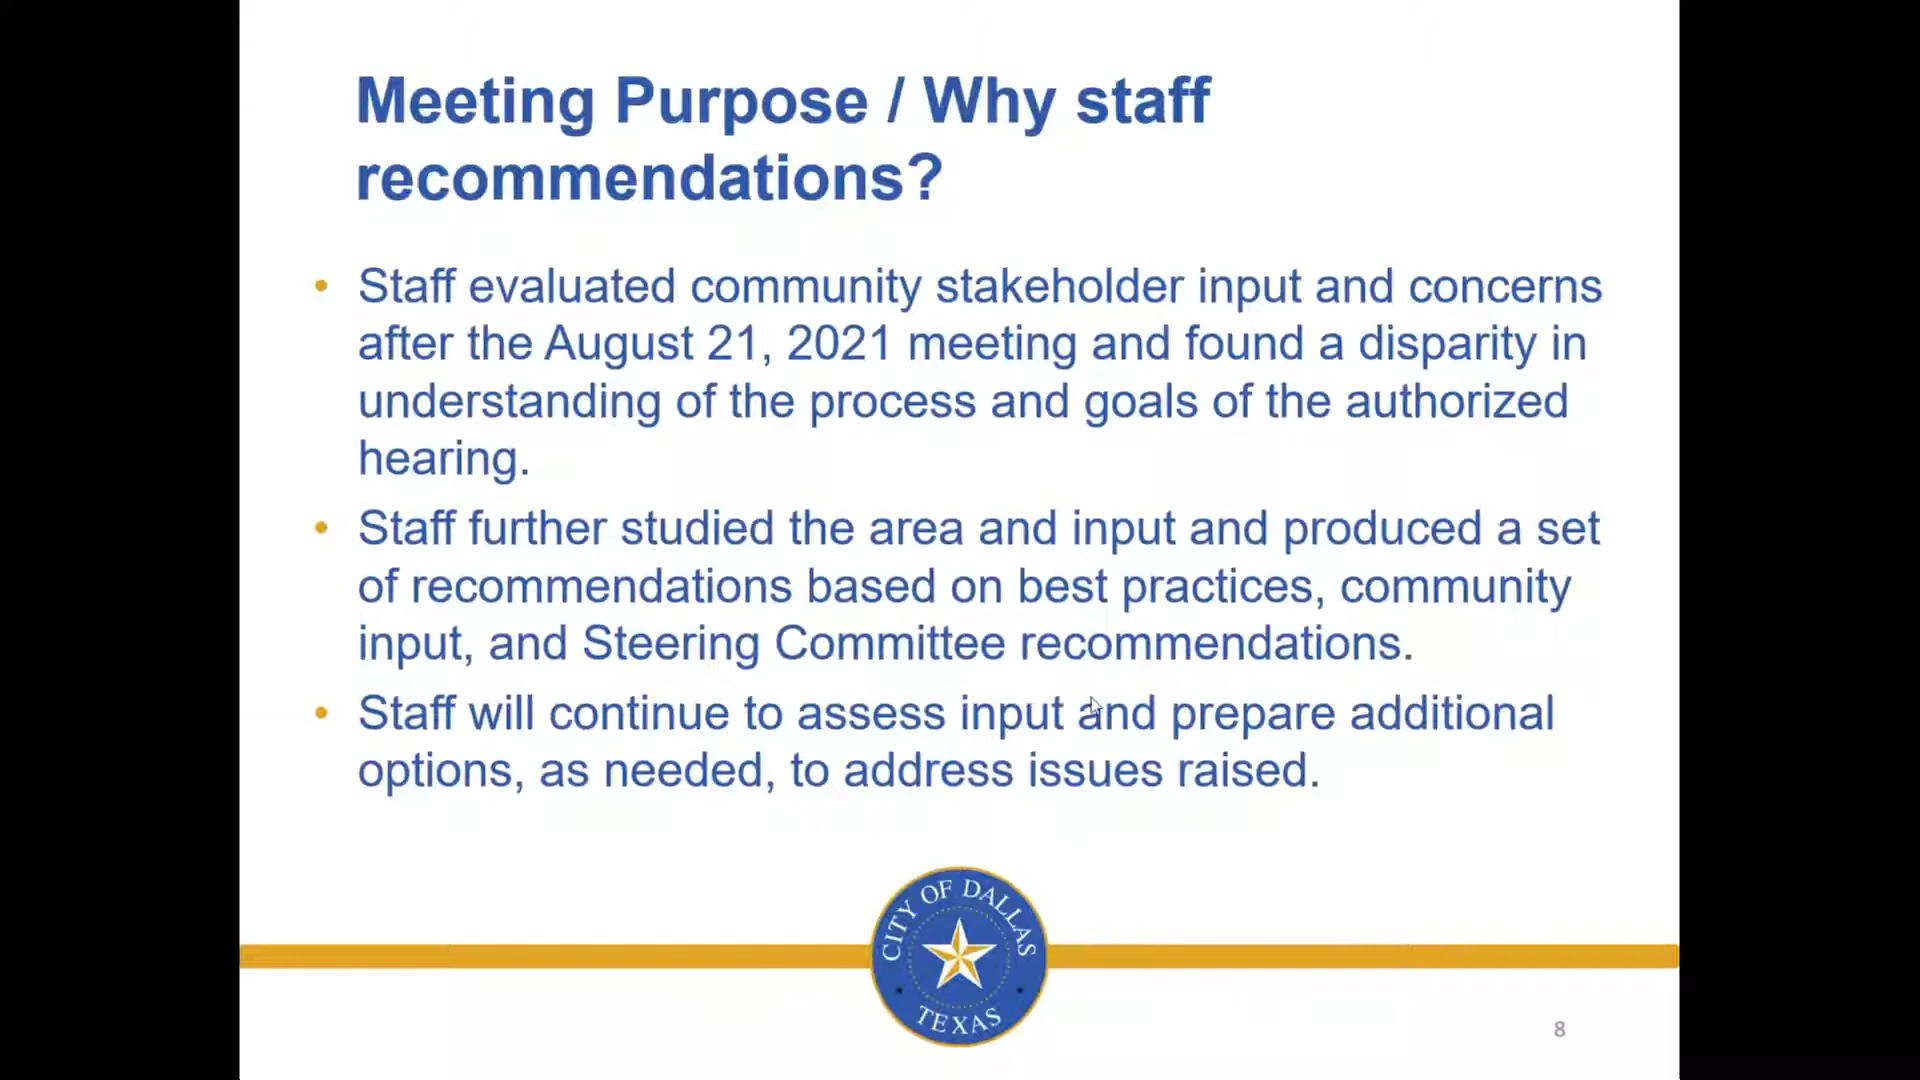 Meeting Purpose / Why staff
recommendations?
• Staff evaluated community stakeholder input and concerns
after the August 21, 2021 meeting and found a disparity in
understanding of the process and goals of the authorized
hearing.
• Staff further studied the area and input and produced a set
of recommendations based on best practices, community
input, and Steering Committee recommendations.
• Staff will continue to assess input and prepare additional
options, as needed, to address issues raised.
CITY OF DALLAS
TEXAS
8